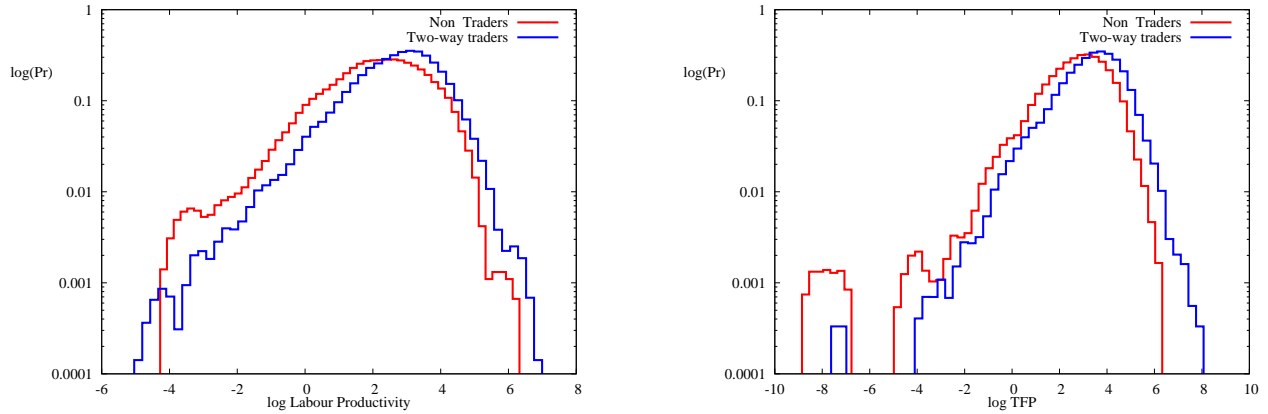 1
0.1
0.01
0.001
0.0001
log(Pr)
Non Traders
Two-way traders
-6 -4 -2 0 2 4 6 8
log Labour Productivity
1
0.1
0.01
0.001
0.0001
log(Pr)
Non Traders
Two-way traders
-10 -8 -6 -4 -2 0 2 4 6 8 10
log TFP